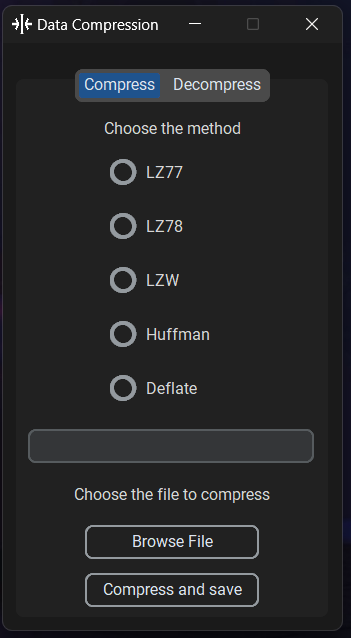 Data Compression
Compress Decompress
Choose the method
LZ77
LZ78
LZW
Huffman
Deflate
Choose the file to compress
Browse File
Compress and save